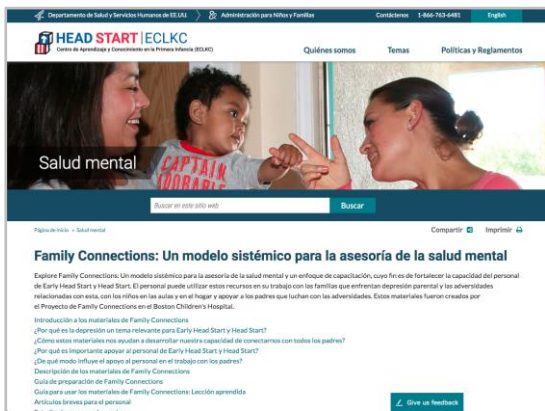 Departamento de Salud y Servicios Humanos de EE.UU. Administración para Niños y Familias Contáctenos 1-866-763-6481 English
HEAD START | ECLKC
Centro de Aprendizaje y Conocimiento en la Primera Infancia (ECLKC)
Quiénes somos Temas Políticas y Reglamentos
CAPTAIN
ADORABLE
Salud mental
Buscar en este sitio web Buscar
Página de inicio » Salud mental Compartir Imprimir
Family Connections: Un modelo sistémico para la asesoría de la salud mental
Explore Family Connections: Un modelo sistémico para la asesoría de la salud mental y un enfoque de capacitación, cuyo fin es de fortalecer la capacidad del personal
de Early Head Start y Head Start. El personal puede utilizar estos recursos en su trabajo con las familias que enfrentan depresión parental y las adversidades
relacionadas con esta, con los niños en las aulas y en el hogar y apoyar a los padres que luchan con las adversidades. Estos materiales fueron creados por
el Proyecto de Family Connections en el Boston Children's Hospital.
Introducción a los materiales de Family Connections
¿Por qué es la depresión un tema relevante para Early Head Start y Head Start?
¿Cómo estos materiales nos ayudan a desarrollar nuestra capacidad de conectarnos con todos los padres?
¿Por qué es importante apoyar al personal de Early Head Start y Head Start?
¿De qué modo influye el apoyo al personal en el trabajo con los padres?
Descripción de los materiales de Family Connections
Guía de preparación de Family Connections
Guía para usar los materiales de Family Connections: Lección aprendida
Artículos breves para el personal
Give us feedback